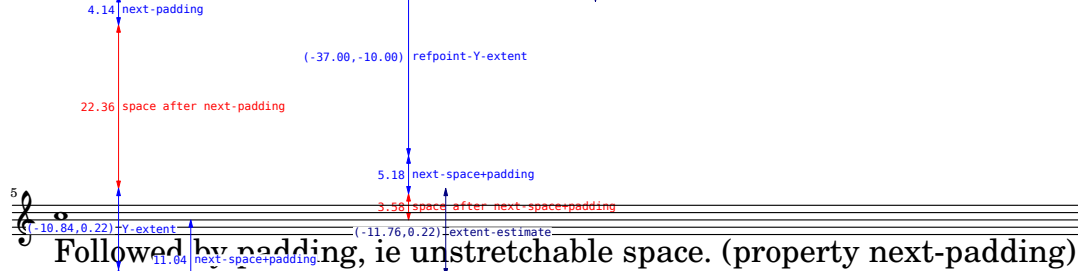 4.14 next-padding
(-37.00,-10.00) refpoint-Y-extent
22.36 space after next-padding
5.18 next-space+padding
5
3.58 space after next-space+padding
(-10.84,0.22) Y-extent
(-11.76,0.22) extent-estimate
Followed by padding, ie unstretchable space. (property next-padding)
11.04 next-space+padding